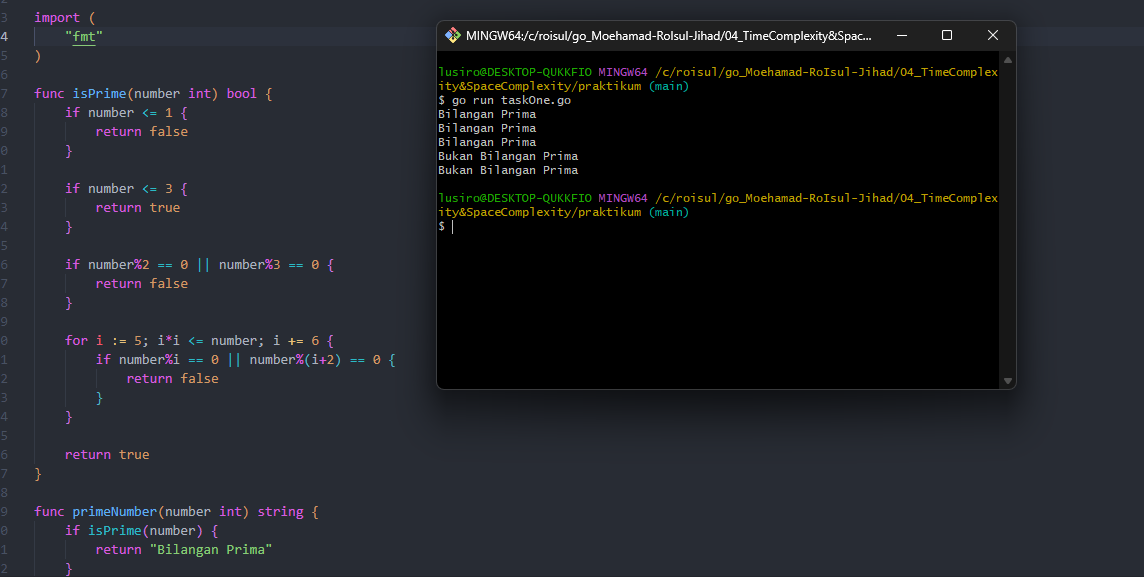 3 import (
4 "fmt"
5 )
6
7 func isPrime(number int) bool {
8 if number <= 1 {
9 return false
0 }
1
2 if number <= 3 {
3 return true
4 }
5
6 if number%2 == 0 || number%3 == 0 {
7 return false
8 }
9
0 for i := 5; i*i <= number; i += 6 {
1 if number%i == 0 || number%(i+2) == 0 {
2 return false
3 }
4 }
5
6 return true
7 }
8
9 func primeNumber(number int) string {
0 if isPrime(number) {
1 return "Bilangan Prima"
2 }
MINGW64:/c/roisul/go_Moehamad-RoIsul-Jihad/04_TimeComplexity&Spac...
lusiro@DESKTOP-QUKKFIO MINGW64 /c/roisul/go_Moehamad-RoIsul-Jihad/04_TimeComplex
ity&SpaceComplexity/praktikum (main)
$ go run taskOne.go
Bilangan Prima
Bilangan Prima
Bilangan Prima
Bukan Bilangan Prima
Bukan Bilangan Prima
lusiro@DESKTOP-QUKKFIO MINGW64 /c/roisul/go_Moehamad-RoIsul-Jihad/04_TimeComplex
ity&SpaceComplexity/praktikum (main)
$